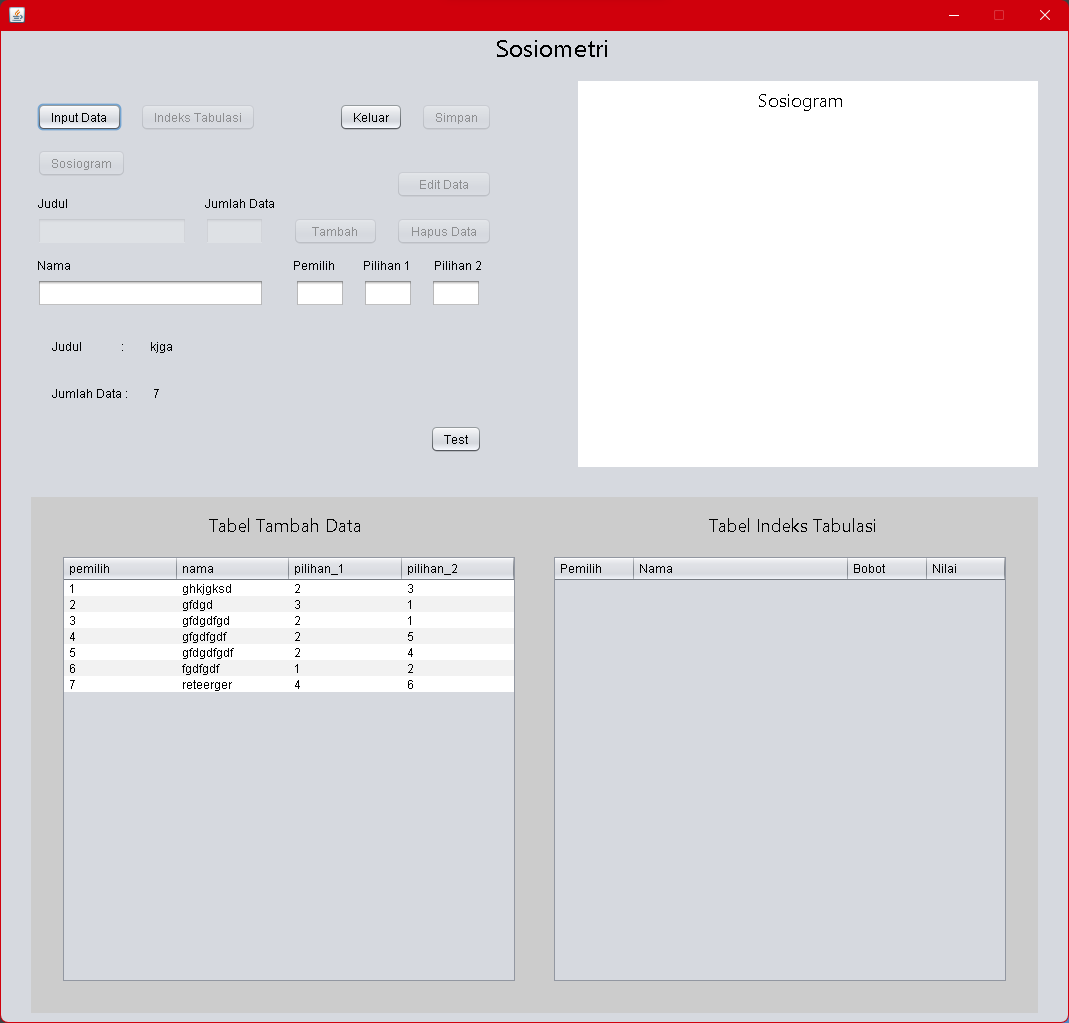 Sosiometri
Input Data Indeks Tabulasi Keluar Simpan
Sosiogram
Sosiogram
Edit Data
Judul Jumlah Data
Tambah Hapus Data
Nama Pemilih Pilihan 1 Pilihan 2
Judul : kjga
Jumlah Data : 7
Test
Tabel Tambah Data
pemilih nama pilihan_1 pilihan_2
1 ghkjgksd 2 3
2 gfdgd 3 1
3 gfdgdfgd 2 1
4 gfgdfgdf 2 5
5 gfdgdfgdf 2 4
6 fgdfgdf 1 2
7 reteerger 4 6
Tabel Indeks Tabulasi
Pemilih Nama Bobot Nilai